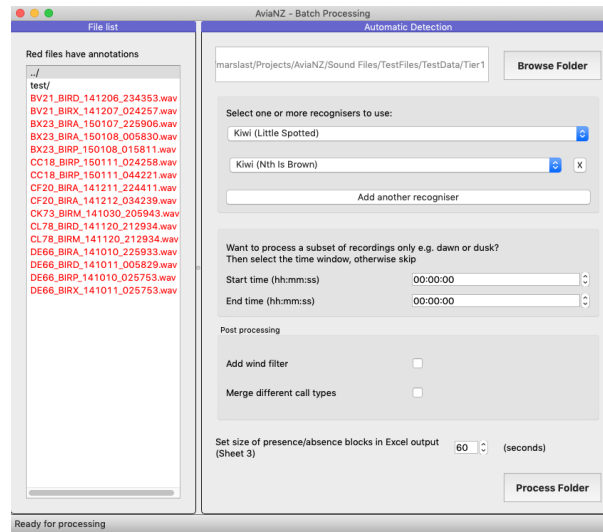 AviaNZ - Batch Processing
File list
Red files have annotations
../
test/
BV21_BIRD_141206_234353.wav
BV21_BIRX_141207_024257.wav
BX23_BIRA_150107_225906.wav
BX23_BIRA_150108_005830.wav
BX23_BIRP_150108_015811.wav
CC18_BIRP_150111_024258.wav
CC18_BIRP_150111_044221.wav
CF20_BIRA_141211_224411.wav
CF20_BIRA_141212_034239.wav
CK73_BIRM_141030_205943.wav
CL78_BIRD_141120_212934.wav
CL78_BIRM_141120_212934.wav
DE66_BIRA_141010_225933.wav
DE66_BIRD_141011_005829.wav
DE66_BIRP_141010_025753.wav
DE66_BIRX_141011_025753.wav
Automatic Detection
marslast/Projects/AviaNZ/Sound Files/TestFiles/TestData/Tier1
Browse Folder
Select one or more recognisers to use:
Kiwi (Little Spotted)
Kiwi (Nth Is Brown)
X
Add another recogniser
Want to process a subset of recordings only e.g. dawn or dusk?
Then select the time window, otherwise skip
Start time (hh:mm:ss)
00:00:00
End time (hh:mm:ss)
00:00:00
Post processing
Add wind filter
Merge different call types
Set size of presence/absence blocks in Excel output
(Sheet 3)
60
(seconds)
Process Folder
Ready for processing